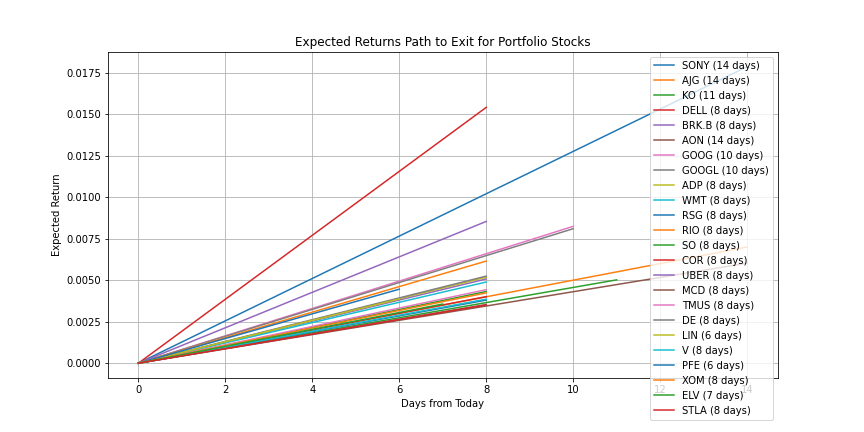 Expected Returns Path to Exit for Portfolio Stocks
Expected Return
0.0175
0.0150
0.0125
0.0100
0.0075
0.0050
0.0025
0.0000
0
2
4
6
8
10
12
14
Days from Today
SONY (14 days)
AJG (14 days)
KO (11 days)
DELL (8 days)
BRK.B (8 days)
AON (14 days)
GOOG (10 days)
GOOGL (10 days)
ADP (8 days)
WMT (8 days)
RSG (8 days)
RIO (8 days)
SO (8 days)
COR (8 days)
UBER (8 days)
MCD (8 days)
TMUS (8 days)
DE (8 days)
LIN (6 days)
V (8 days)
PFE (6 days)
XOM (8 days)
ELV (7 days)
STLA (8 days)